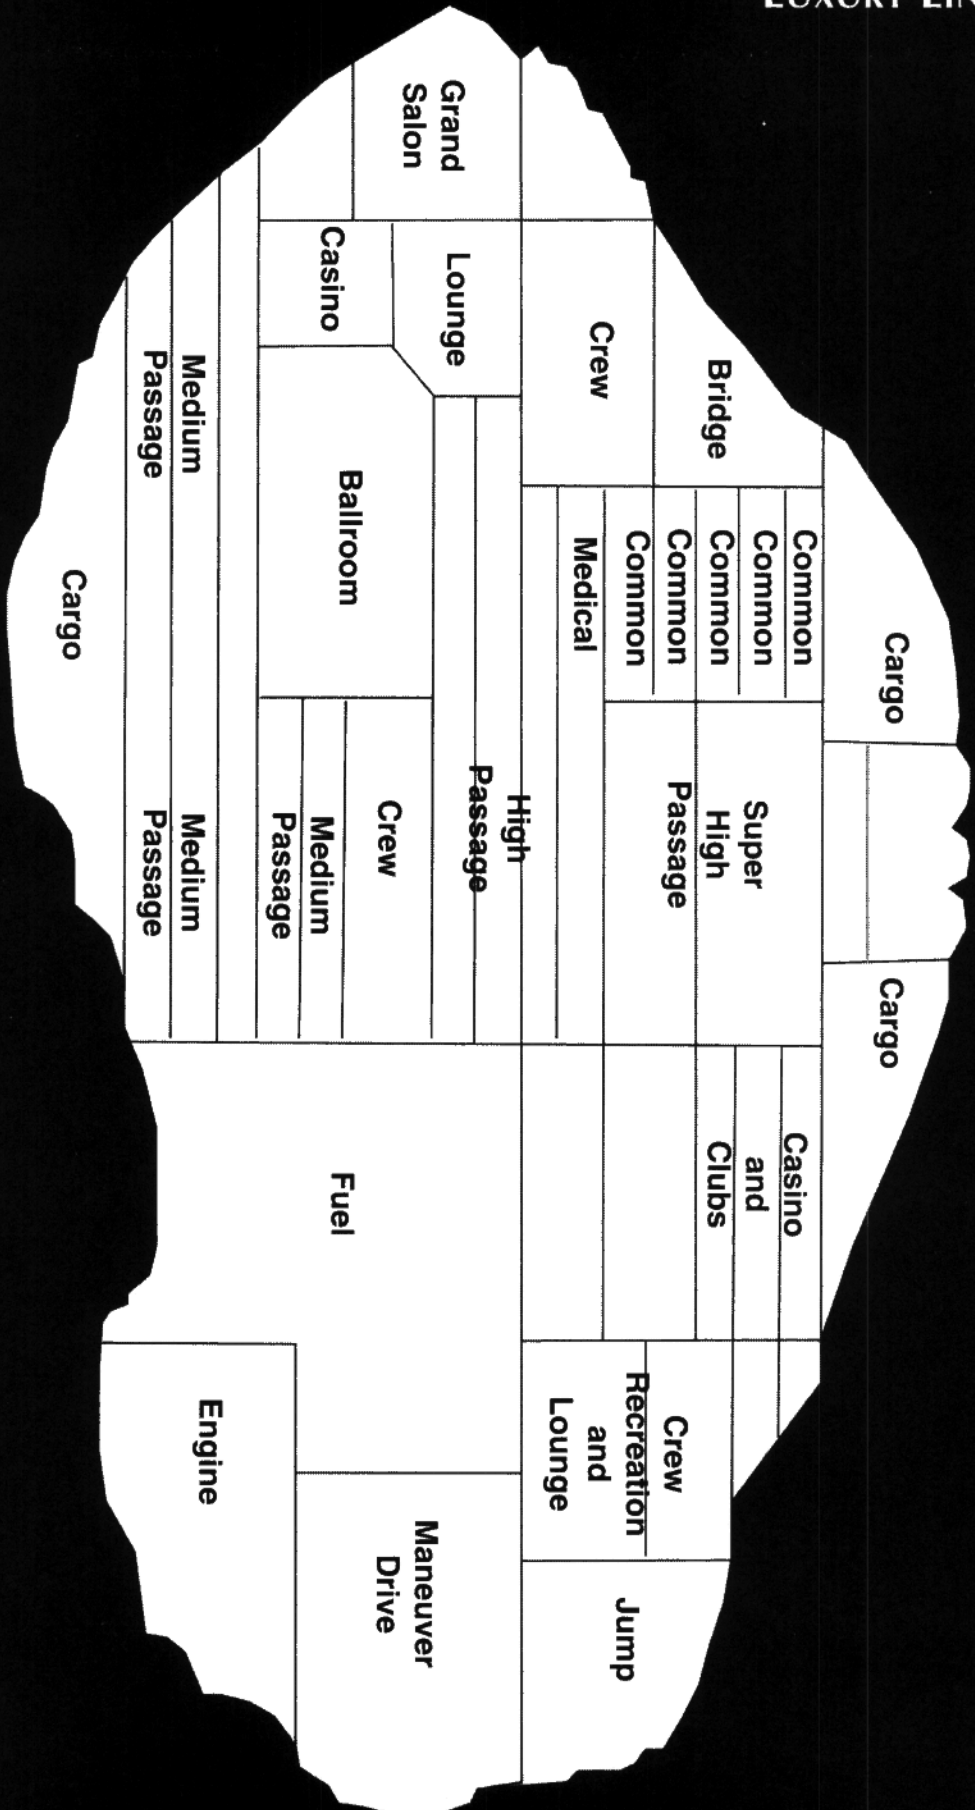 Grand
Salon
Lounge
Casino
Crew
Bridge
Ballroom
Common
Common
Common
Common
Common
Medical
Cargo
Medium
Passage
Cargo
High
Passage
Super
High
Passage
Crew
Medium
Passage
Medium
Passage
Cargo
Casino
and
Clubs
Fuel
Crew
Recreation
and
Lounge
Engine
Maneuver
Drive
Jump
LUXURY